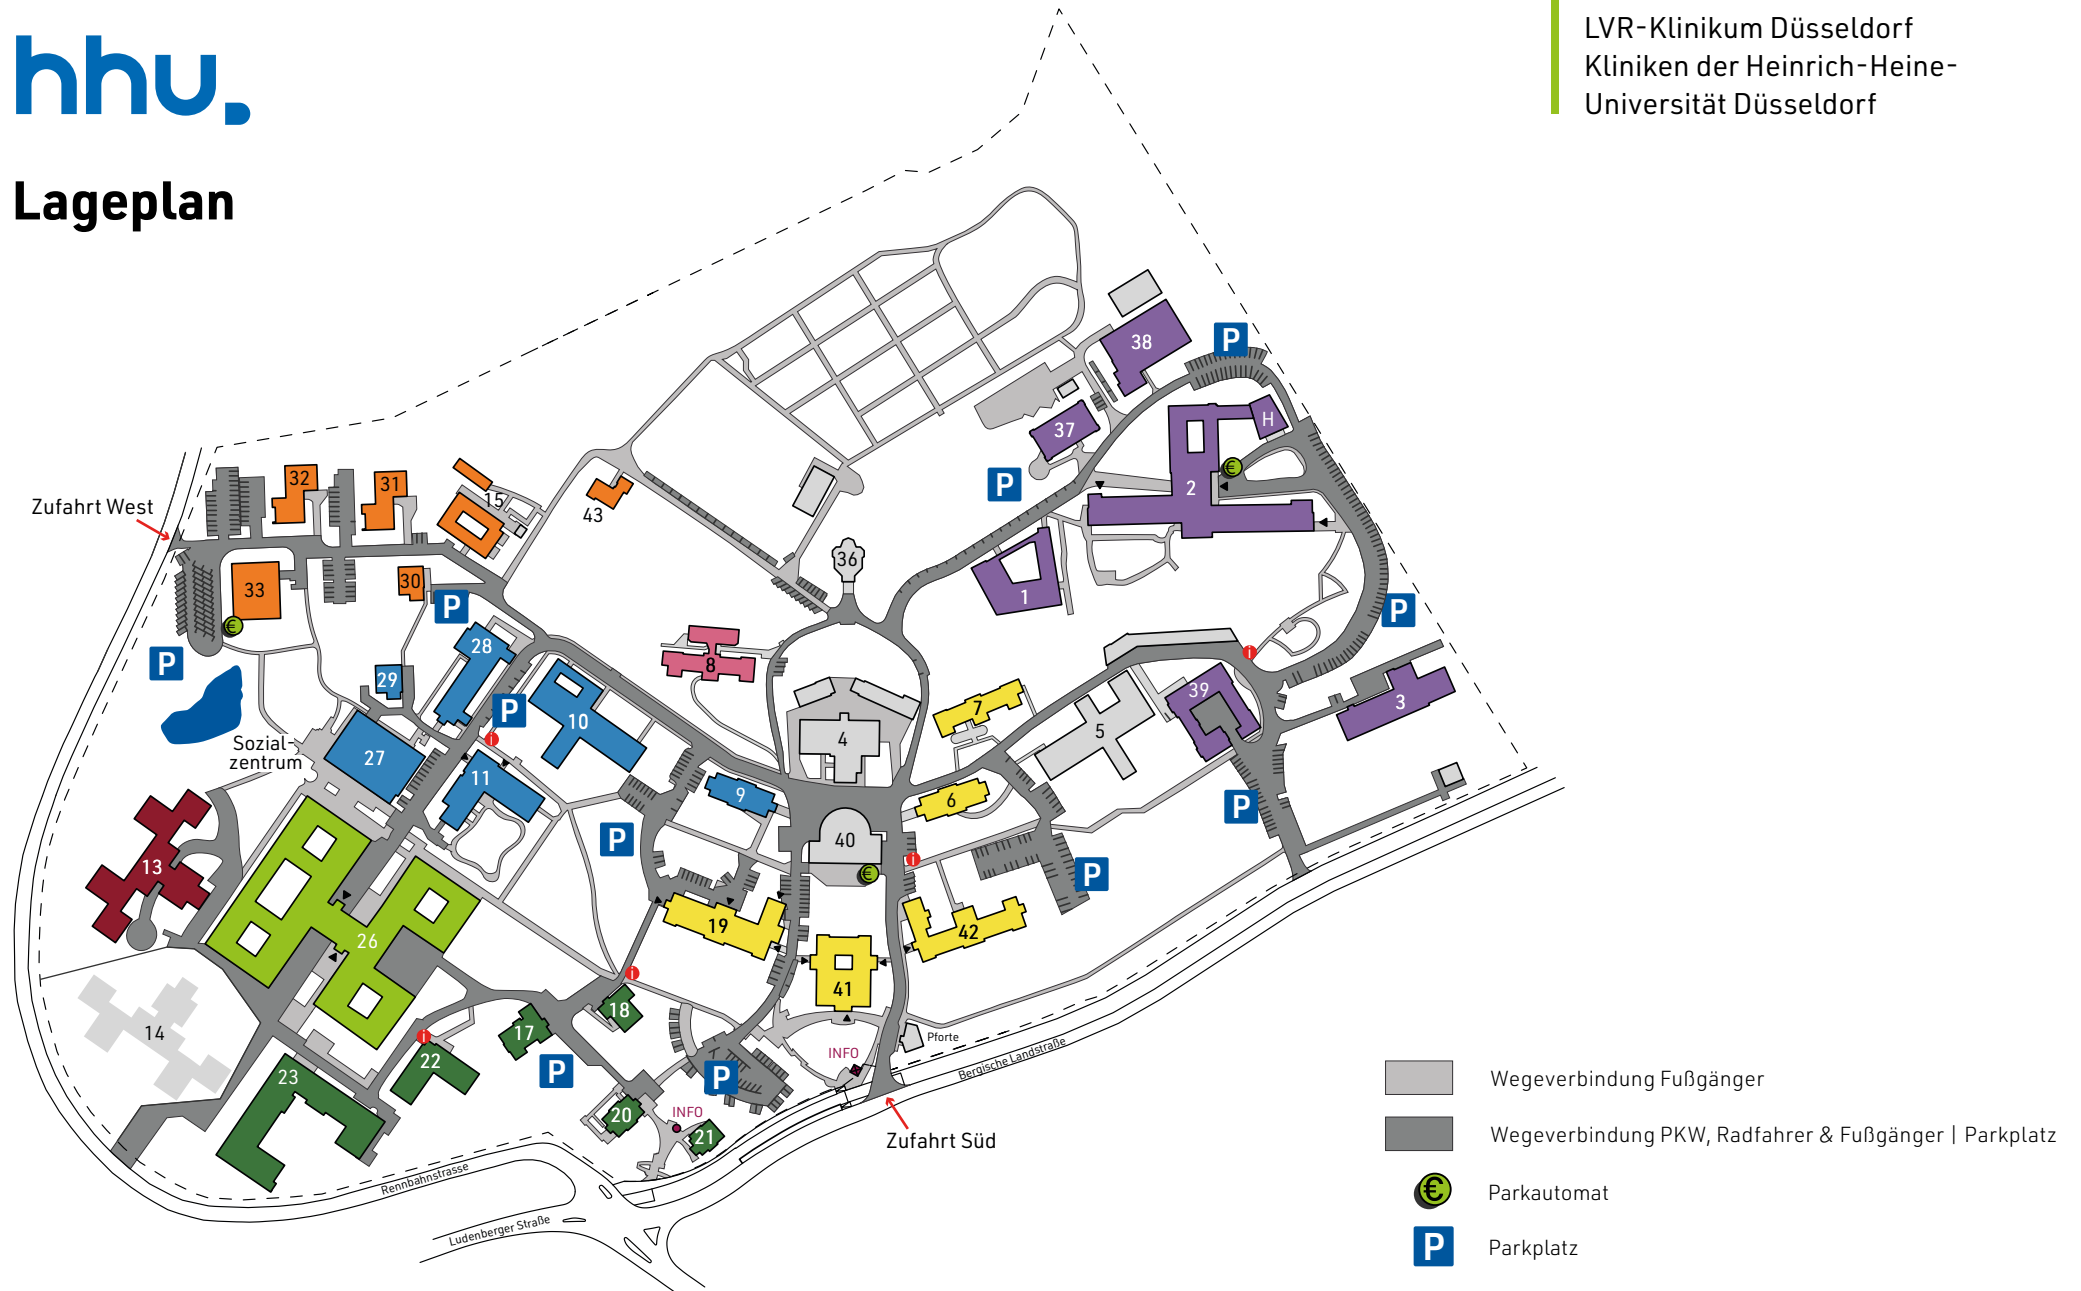 hhu.
LVR-Klinikum Düsseldorf
Kliniken der Heinrich-Heine-
Universität Düsseldorf
Lageplan
38
P
H
37
€
2
P
32
31
15
43
Zufahrt West
36
33
30
1
P
P
€
28
8
i
P
29
39
3
10
P
7
5
4
Sozial-
zentrum
i
27
11
9
6
P
40
P
i
13
€
P
19
42
26
41
i
18
14
17
i
Pforte
22
INFO
P
P
23
Bergische Landstraße
20
INFO
21
Zufahrt Süd
Rennbahnstrasse
Ludenberger Straße
Wegeverbindung Fußgänger
Wegeverbindung PKW, Radfahrer & Fußgänger | Parkplatz
€ Parkautomat
P Parkplatz